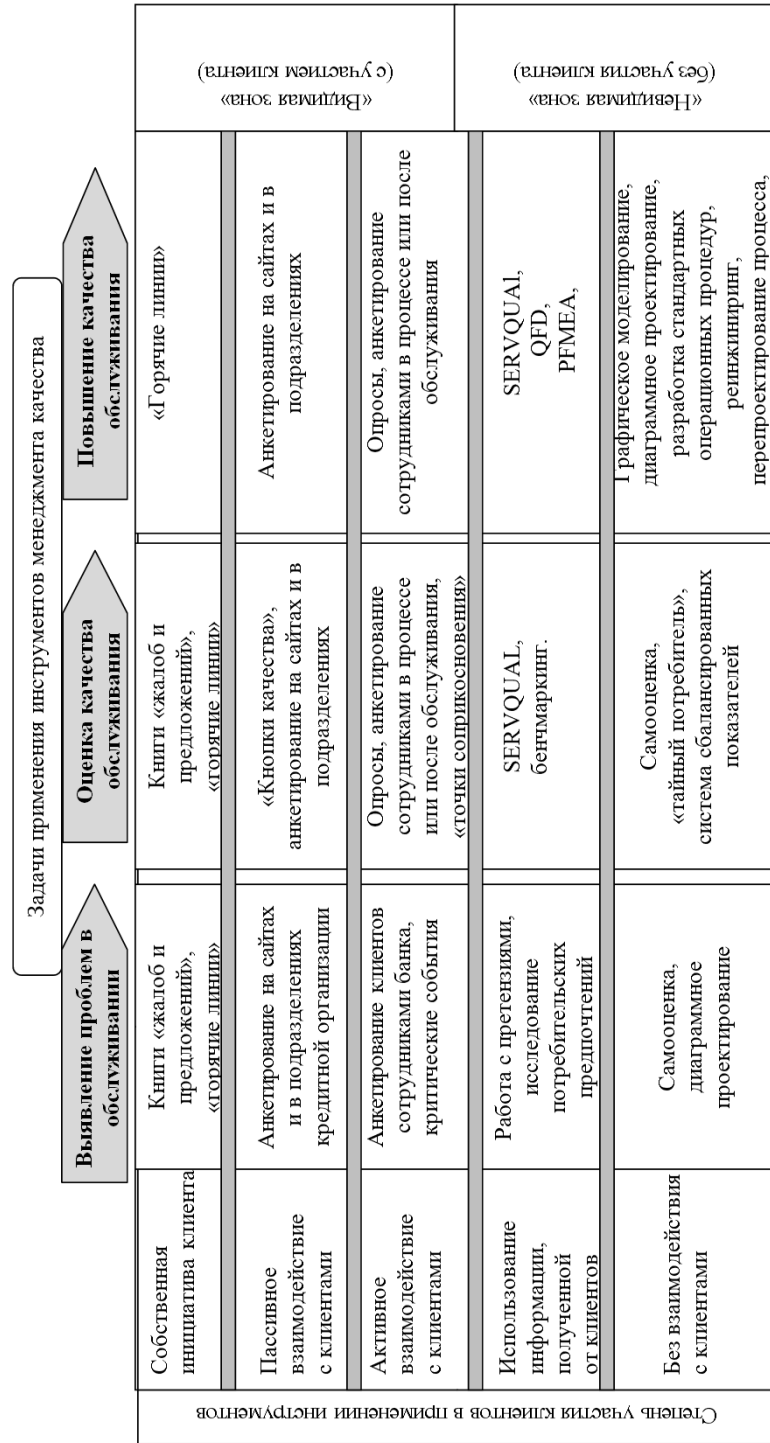 Задачи применения инструментов менеджмента качества
Выявление проблем в
обслуживании
Оценка качества
обслуживания
Повышение качества
обслуживания
Степень участия клиентов в применении инструментов
Собственная
инициатива клиента
Книги «жалоб и
предложений»,
«горячие линии»
Книги «жалоб и
предложений»,
«горячие линии»
«Горячие линии»
«Видимая зона»
(с участием клиента)
Пассивное
взаимодействие
с клиентами
Анкетирование на сайтах
и в подразделениях
кредитной организации
«Кнопки качества»,
анкетирование на сайтах и в
подразделениях
Анкетирование на сайтах и в
подразделениях
Активное
взаимодействие
с клиентами
Анкетирование клиентов
сотрудниками банка,
критические события
Опросы, анкетирование
сотрудниками в процессе
или после обслуживания,
«точки соприкосновения»
Опросы, анкетирование
сотрудниками в процессе или после
обслуживания
Использование
информации,
полученной
от клиентов
Работа с претензиями,
исследование
потребительских
предпочтений
SERVQUAL,
бенчмаркинг.
SERVQUAl,
QFD,
PFMEA,
«Невидимая зона»
(без участия клиента)
Без взаимодействия
с клиентами
Самооценка,
диаграммное
проектирование
Самооценка,
«тайный потребитель»,
система сбалансированных
показателей
Графическое моделирование,
диаграммное проектирование,
разработка стандартных
операционных процедур,
реинжиниринг,
перепроектирование процесса,